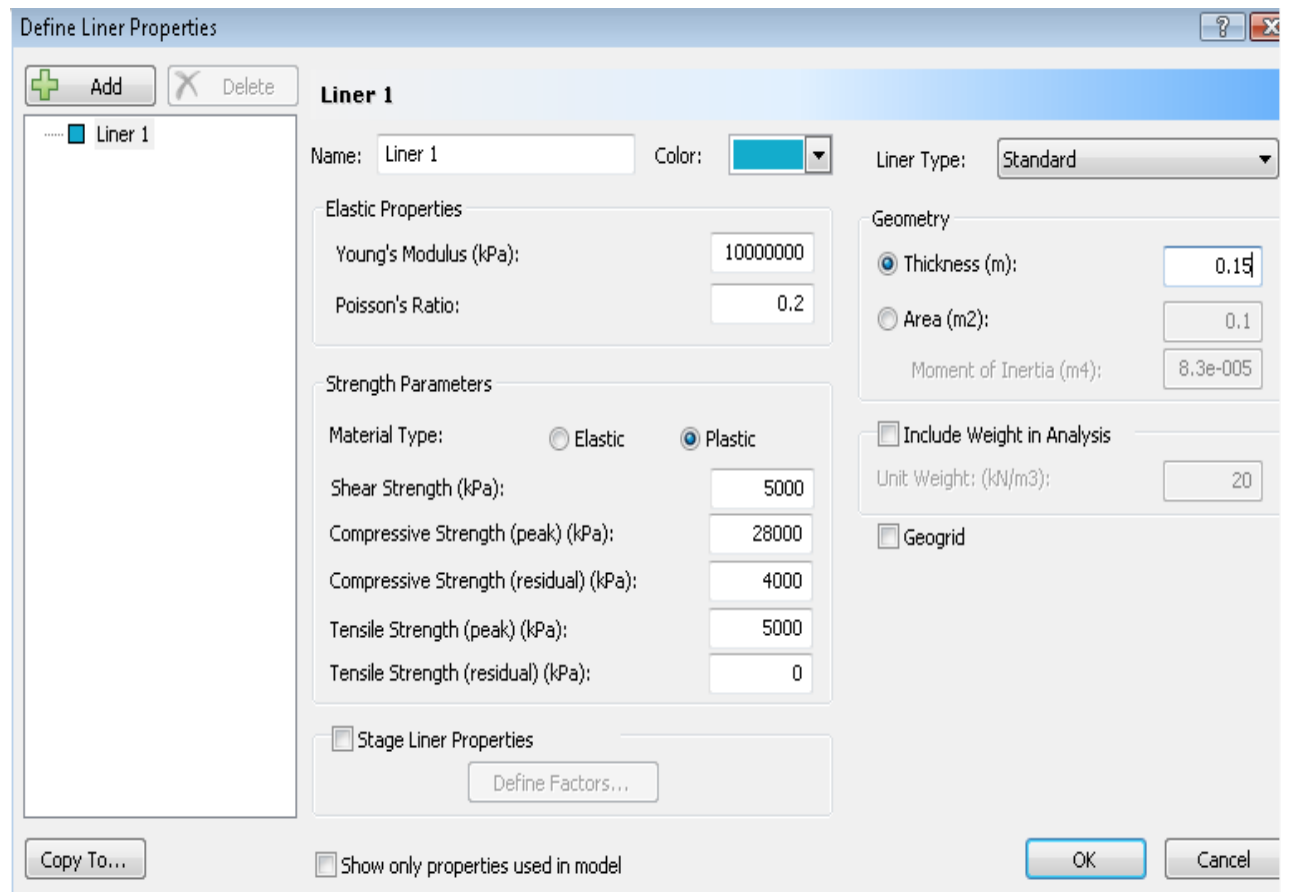 Define Liner Properties
Add
Delete
Liner 1
Liner 1
Name:
Liner 1
Color:
Liner Type:
Standard
Elastic Properties
Young's Modulus (kPa):
10000000
Poisson's Ratio:
0.2
Geometry
Thickness (m):
0.15
Area (m2):
0.1
Moment of Inertia (m4):
8.3e-005
Strength Parameters
Material Type:
Elastic
Plastic
Shear Strength (kPa):
5000
Compressive Strength (peak) (kPa):
28000
Compressive Strength (residual) (kPa):
4000
Tensile Strength (peak) (kPa):
5000
Tensile Strength (residual) (kPa):
0
Include Weight in Analysis
Unit Weight: (kN/m3):
20
Geogrid
Stage Liner Properties
Define Factors...
Copy To...
Show only properties used in model
OK
Cancel